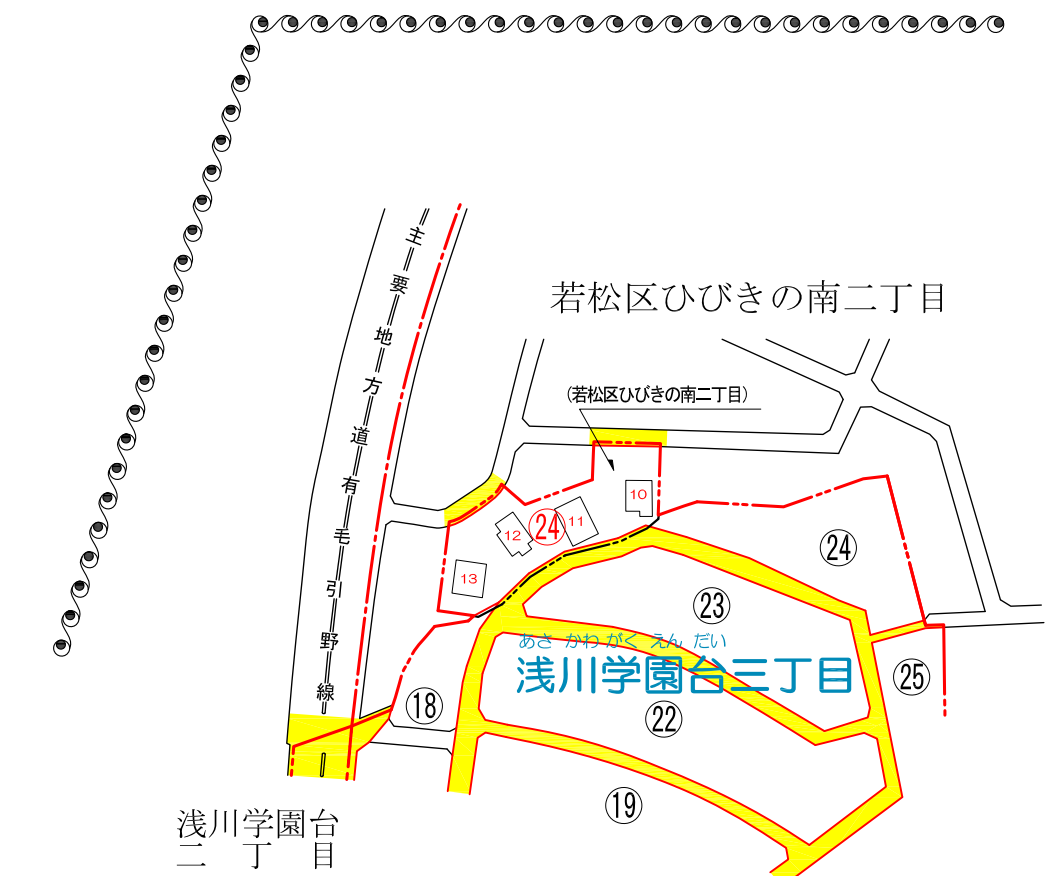 主要地方道有毛引野線
若松区ひびきの南二丁目
(若松区ひびきの南二丁目)
10
11
24
12
13
24
23
あさかわがくえんだい
浅川学園台三丁目
25
18
22
19
浅川学園台
二丁目